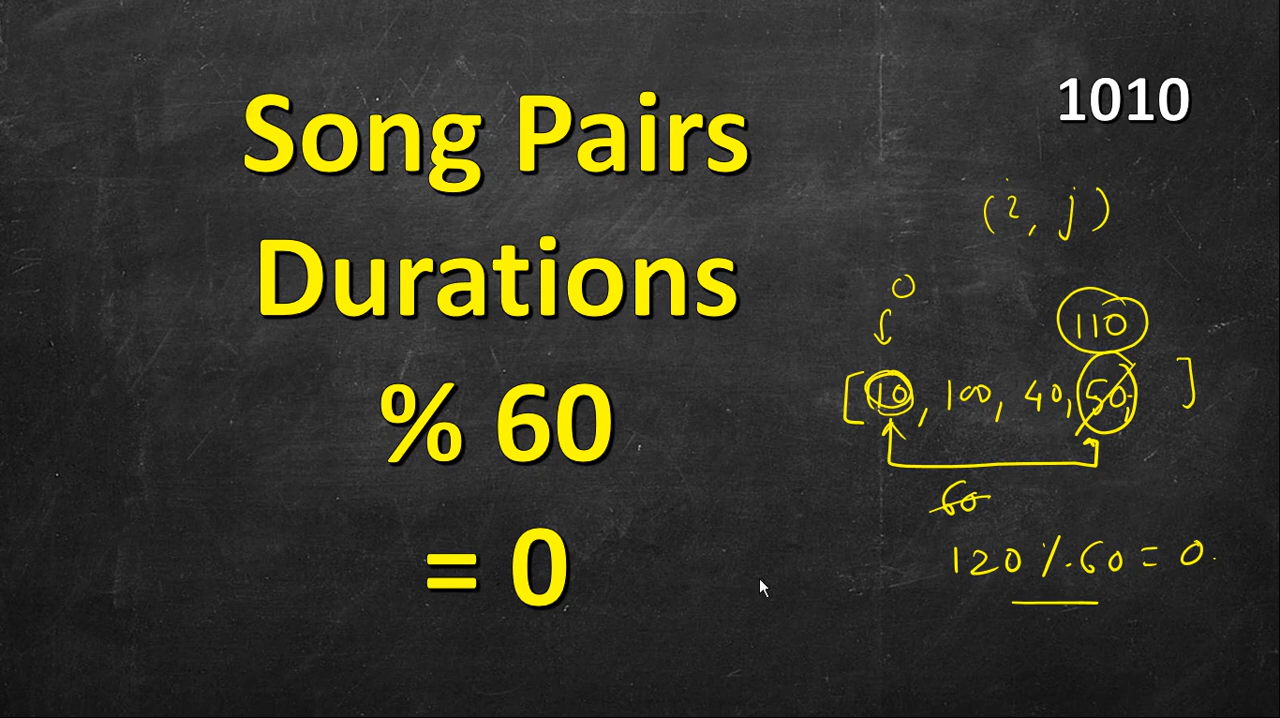 Song Pairs
Durations
% 60
= 0
1010
(i, j)
0
110
[10, 100, 40, 50, ]
60
120 % 60 = 0.